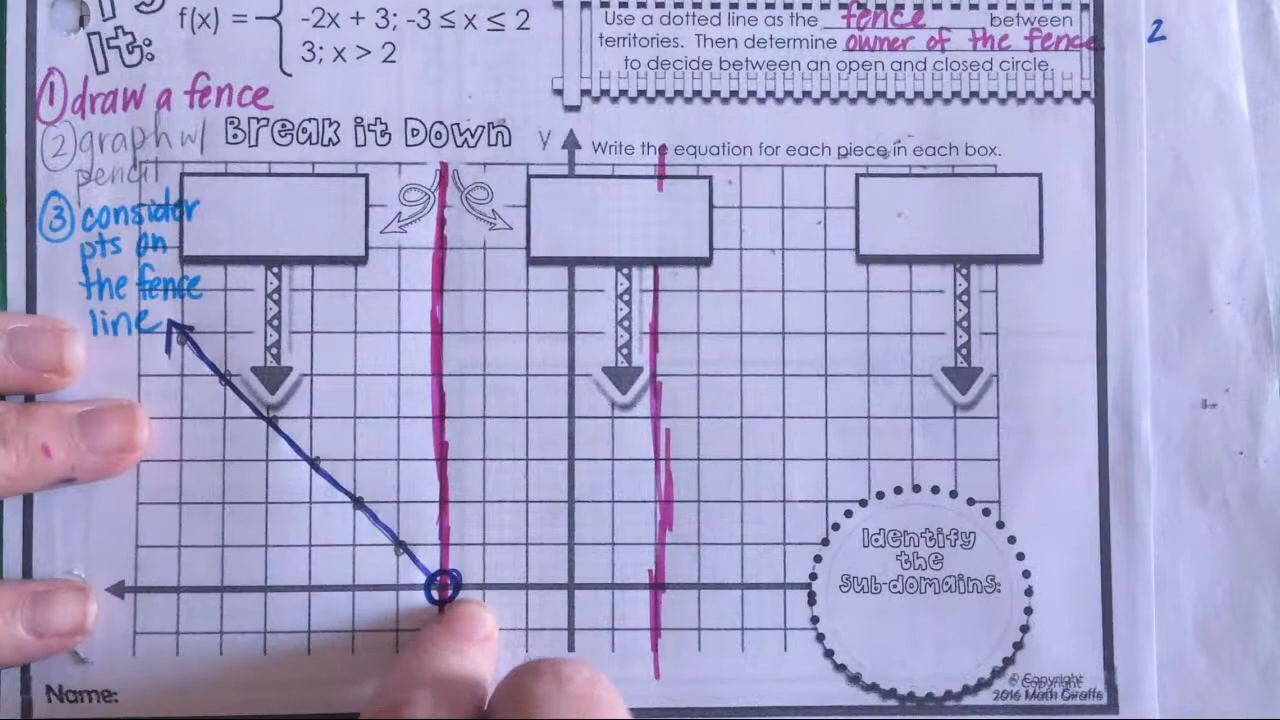 It:
f(x) =
-2x + 3; -3 ≤ x ≤ 2
3; x > 2
Use a dotted line as the fence between
territories. Then determine owner of the fence
to decide between an open and closed circle.
2
① draw a fence
② graph w/
pencil
③ consider
pts on
the fence
line
Break it Down
y
Write the equation for each piece in each box.
Identify
the
sub-domains:
Name:
© Copyright
2016 Math Giraffe